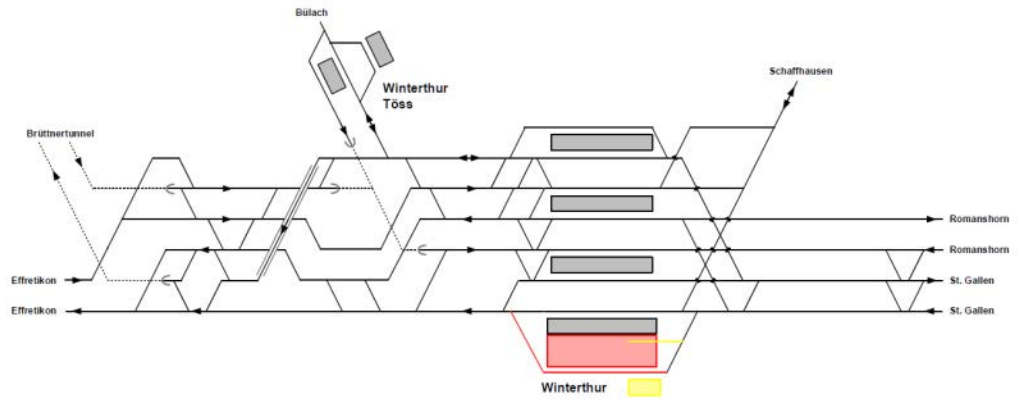 Bülach
Schaffhausen
Winterthur
Töss
Brüttnertunnel
Romanshorn
Romanshorn
Effretikon
St. Gallen
Effretikon
St. Gallen
Winterthur